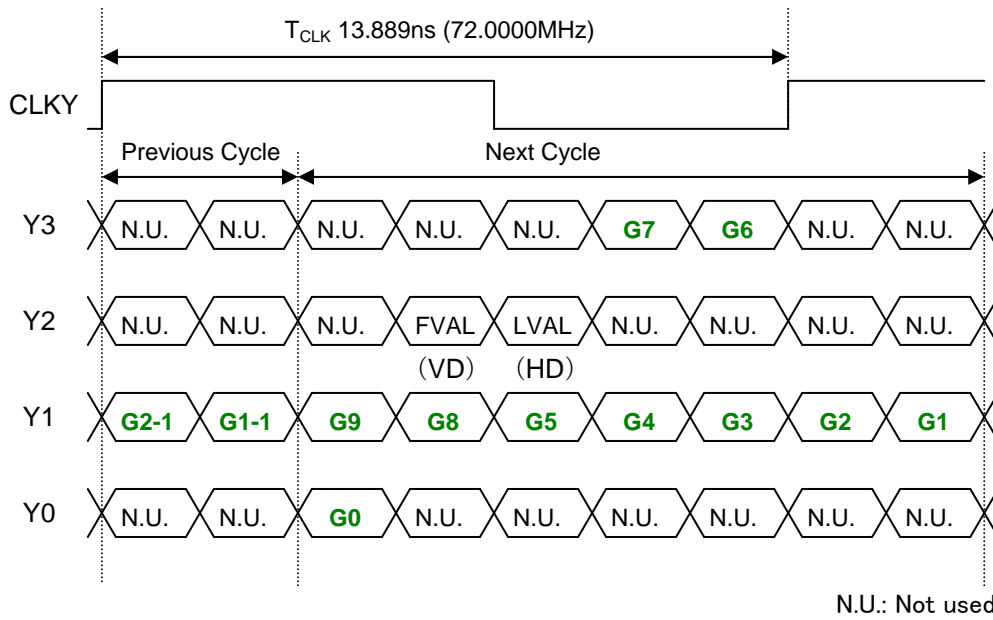 TCLK 13.889ns (72.0000MHz)
CLKY
Previous Cycle Next Cycle
Y3 N.U. N.U. N.U. N.U. N.U. G7 G6 N.U. N.U.
Y2 N.U. N.U. N.U. FVAL LVAL N.U. N.U. N.U. N.U.
（VD） （HD）
Y1 G2-1 G1-1 G9 G8 G5 G4 G3 G2 G1
Y0 N.U. N.U. G0 N.U. N.U. N.U. N.U. N.U. N.U.
N.U.: Not used